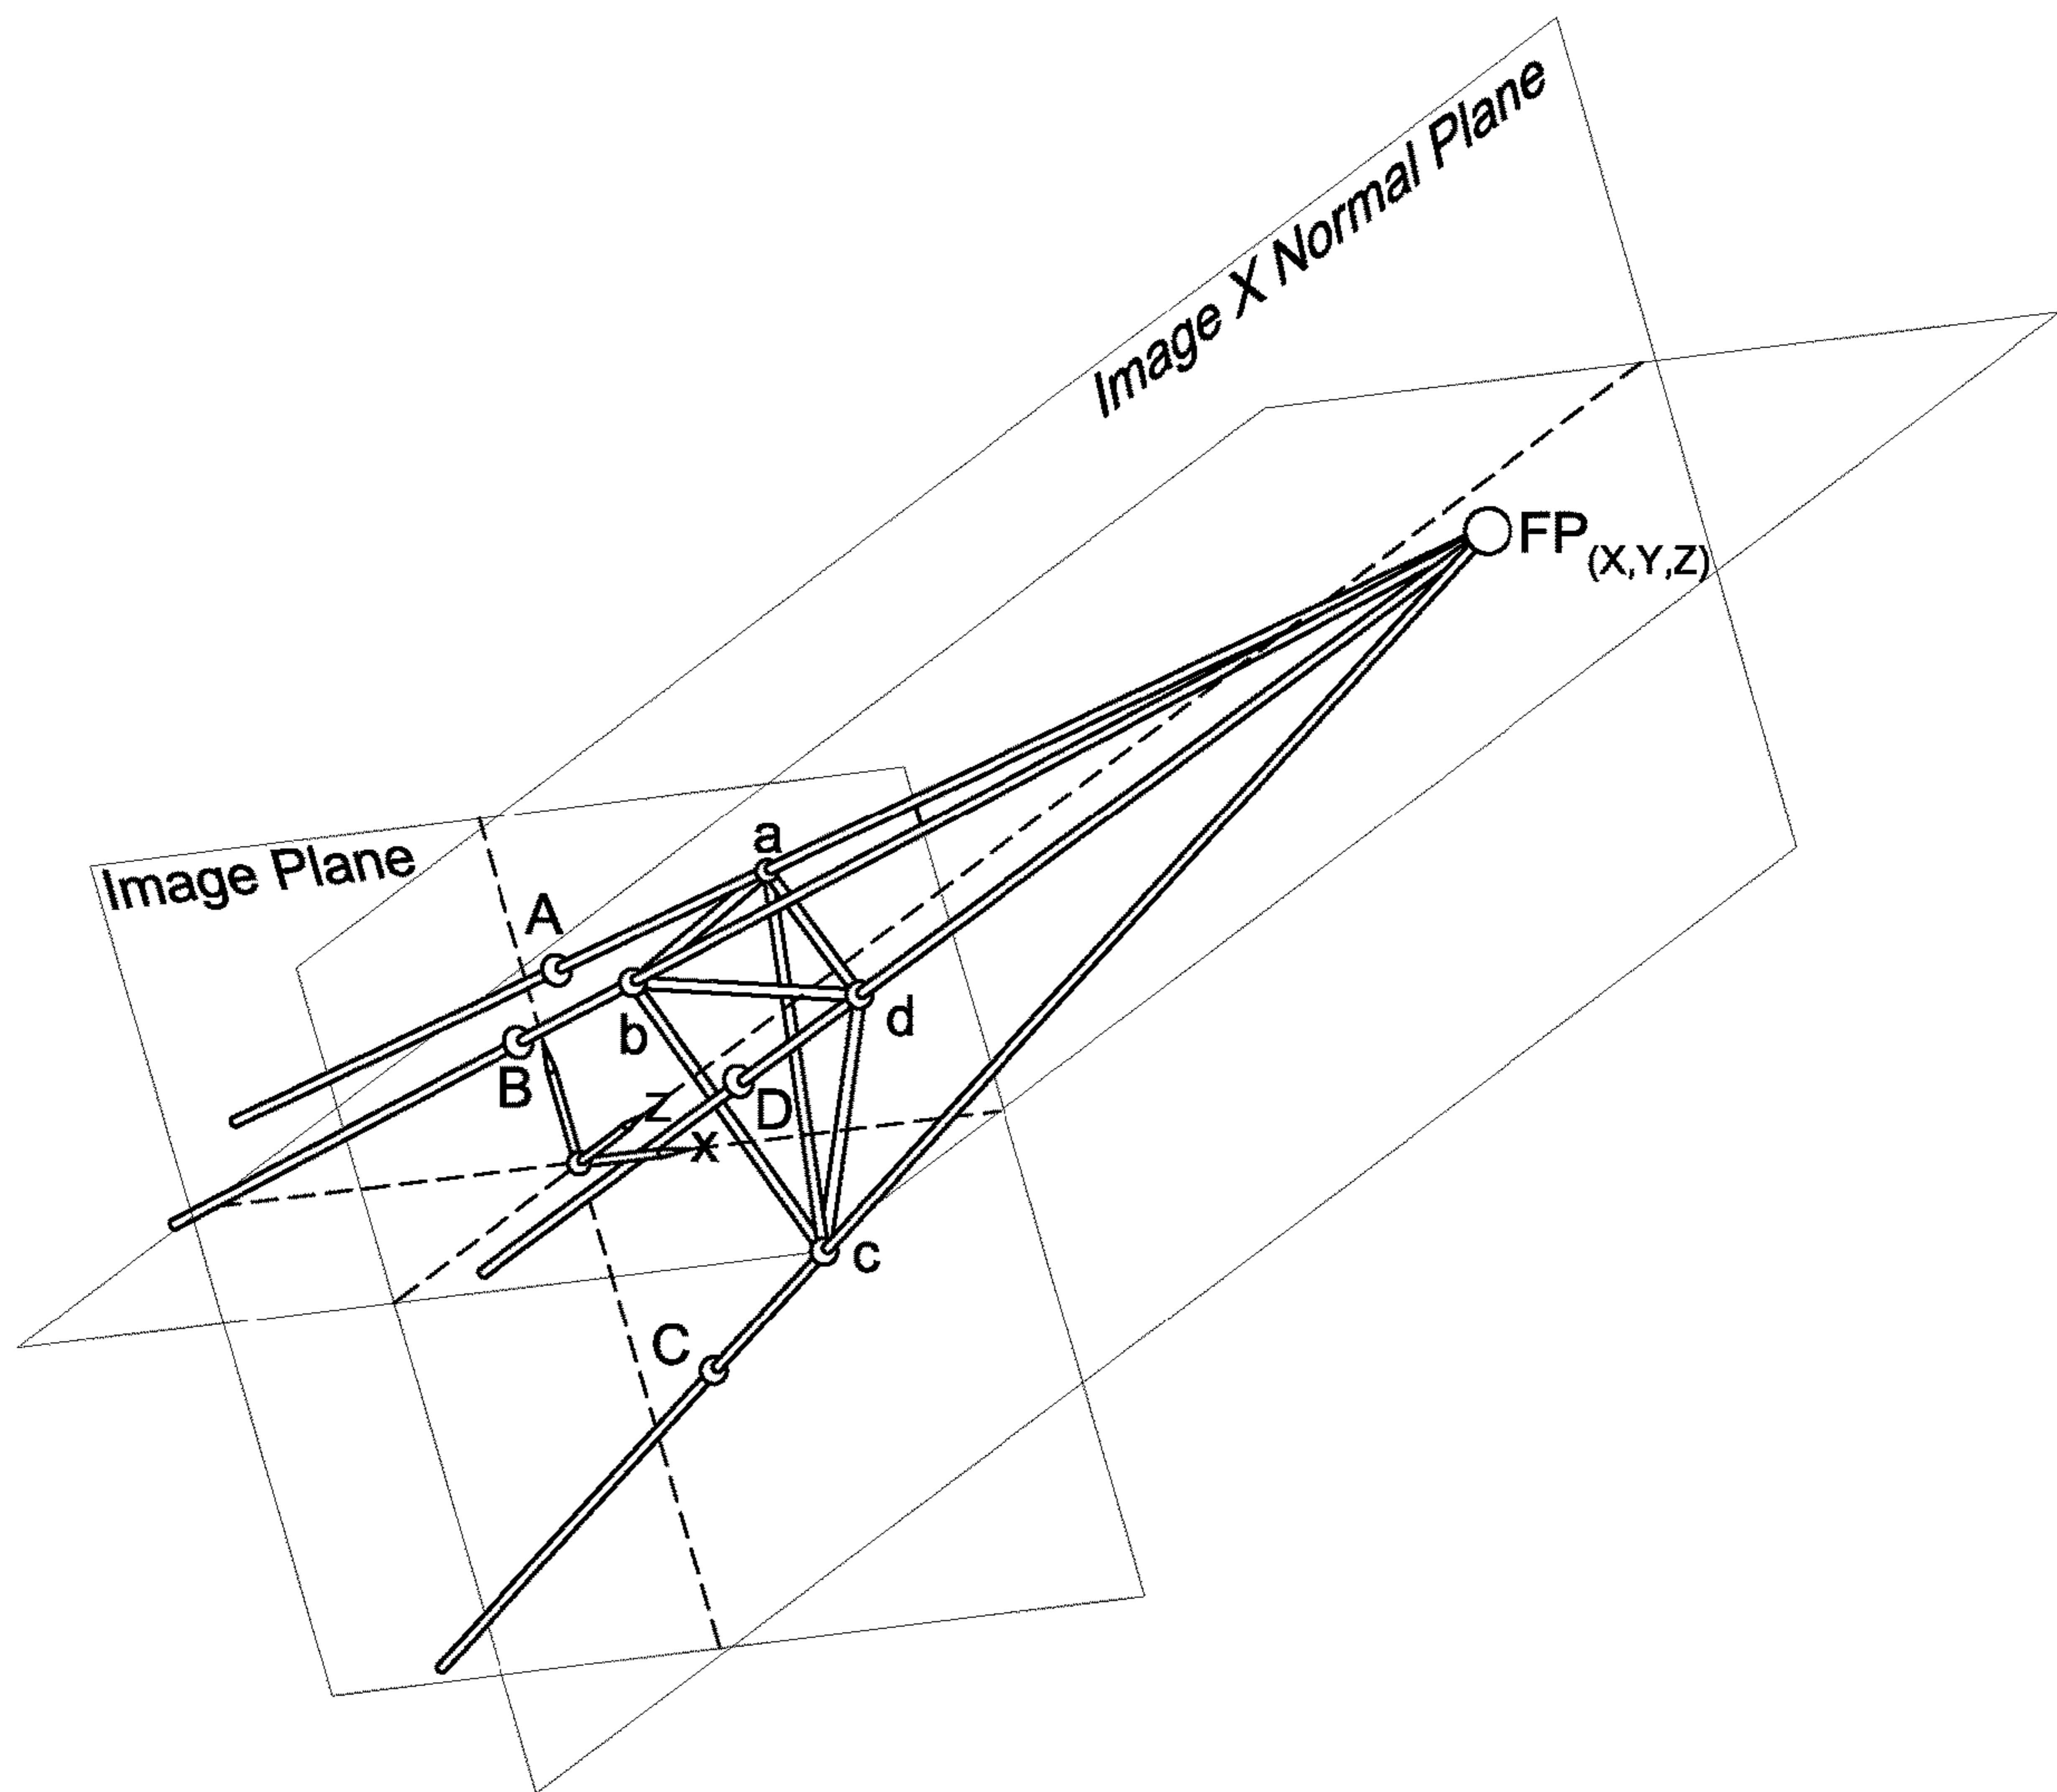 Image X Normal Plane
FP(X,Y,Z)
Image Plane
a
A
b
d
B
D
z
x
c
C